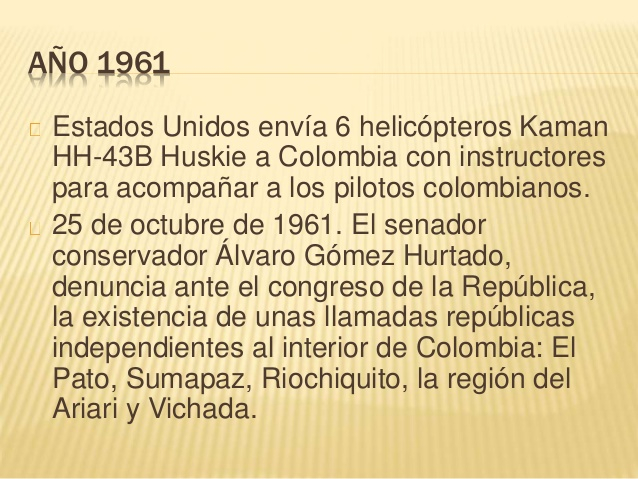 AÑO 1961
Estados Unidos envía 6 helicópteros Kaman
HH-43B Huskie a Colombia con instructores
para acompañar a los pilotos colombianos.
25 de octubre de 1961. El senador
conservador Álvaro Gómez Hurtado,
denuncia ante el congreso de la República,
la existencia de unas llamadas repúblicas
independientes al interior de Colombia: El
Pato, Sumapaz, Riochiquito, la región del
Ariari y Vichada.